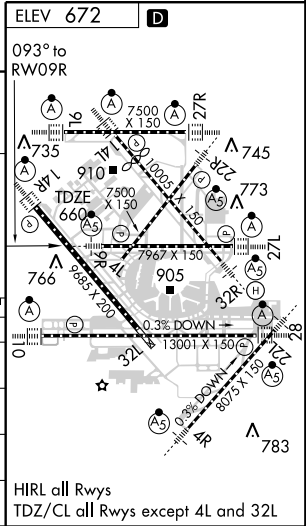 ELEV 672 D
093° to
RW09R
A
A
A
7500
X 150
9L
27R
735
A
14R
14L
910
P
P
10005 X 150
22R
745
TDZE
660
7500
X 150
P
A5
773
A5
P
9R
4L
7967 X 150
P
27L
A
A5
766
9685 X 200
905
32R
H
A
0.3% DOWN
A
P
10
32L
13001 X 150
P
28
22L
A5
0.3% DOWN
8075 X 150
A5
4R
783
HIRL all Rwys
TDZ/CL all Rwys except 4L and 32L